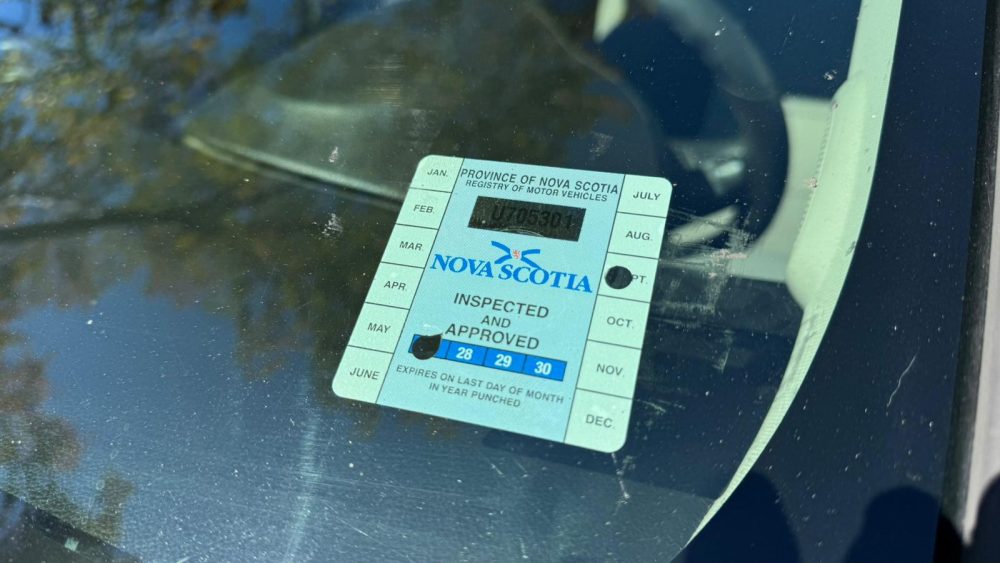 PROVINCE OF NOVA SCOTIA
REGISTRY OF MOTOR VEHICLES
U705301
NOVA SCOTIA
INSPECTED
AND
APPROVED
28 29 30
EXPIRES ON LAST DAY OF MONTH
IN YEAR PUNCHED
JAN.
FEB.
MAR.
APR.
MAY
JUNE
JULY
AUG.
PT.
OCT.
NOV.
DEC.